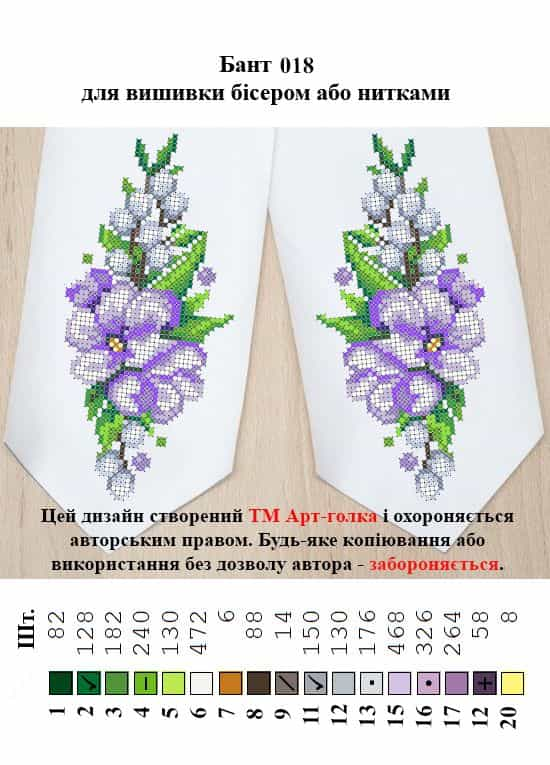 Бант 018
для вишивки бісером або нитками
Цей дизайн створений ТМ Арт-голка і охороняється
авторським правом. Будь-яке копіювання або
використання без дозволу автора - забороняється.
Шт. 82 128 182 240 130 472 6 88 14 150 130 176 468 326 264 58 8
1 2 3 4 5 6 7 8 9 11 12 13 15 16 17 12 20